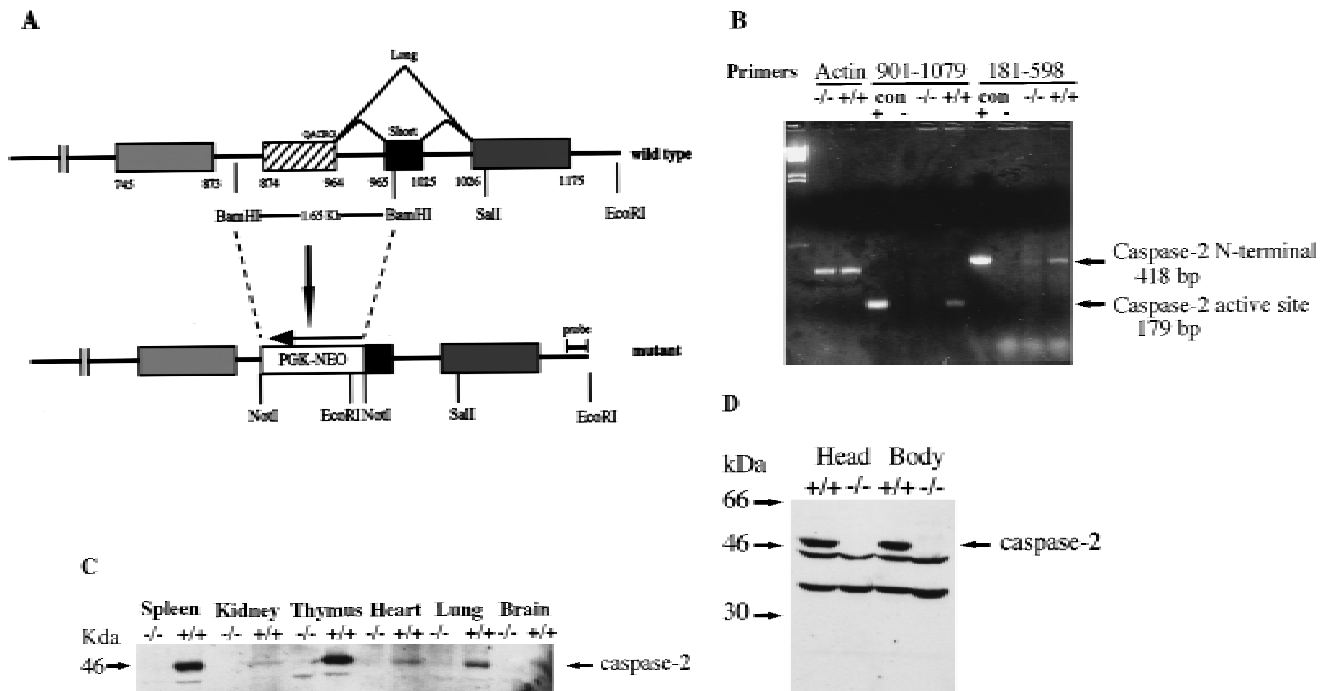 A
Long
QACRG
Short
wild type
745 873 874 964 965 1025 1026 1175
BamHI 1.65 Kb BamHI SalI EcoRI
probe
PGK-NEO
mutant
NotI EcoRI NotI SalI EcoRI
B
Primers Actin 901-1079 181-598
-/- +/+ con -/- +/+ con -/- +/+
+ - + -
Caspase-2 N-terminal
418 bp
Caspase-2 active site
179 bp
C
Spleen Kidney Thymus Heart Lung Brain
Kda -/- +/+ -/- +/+ -/- +/+ -/- +/+ -/- +/+ -/- +/+
46 caspase-2
D
kDa Head Body
+/+ -/- +/+ -/-
66
46 caspase-2
30